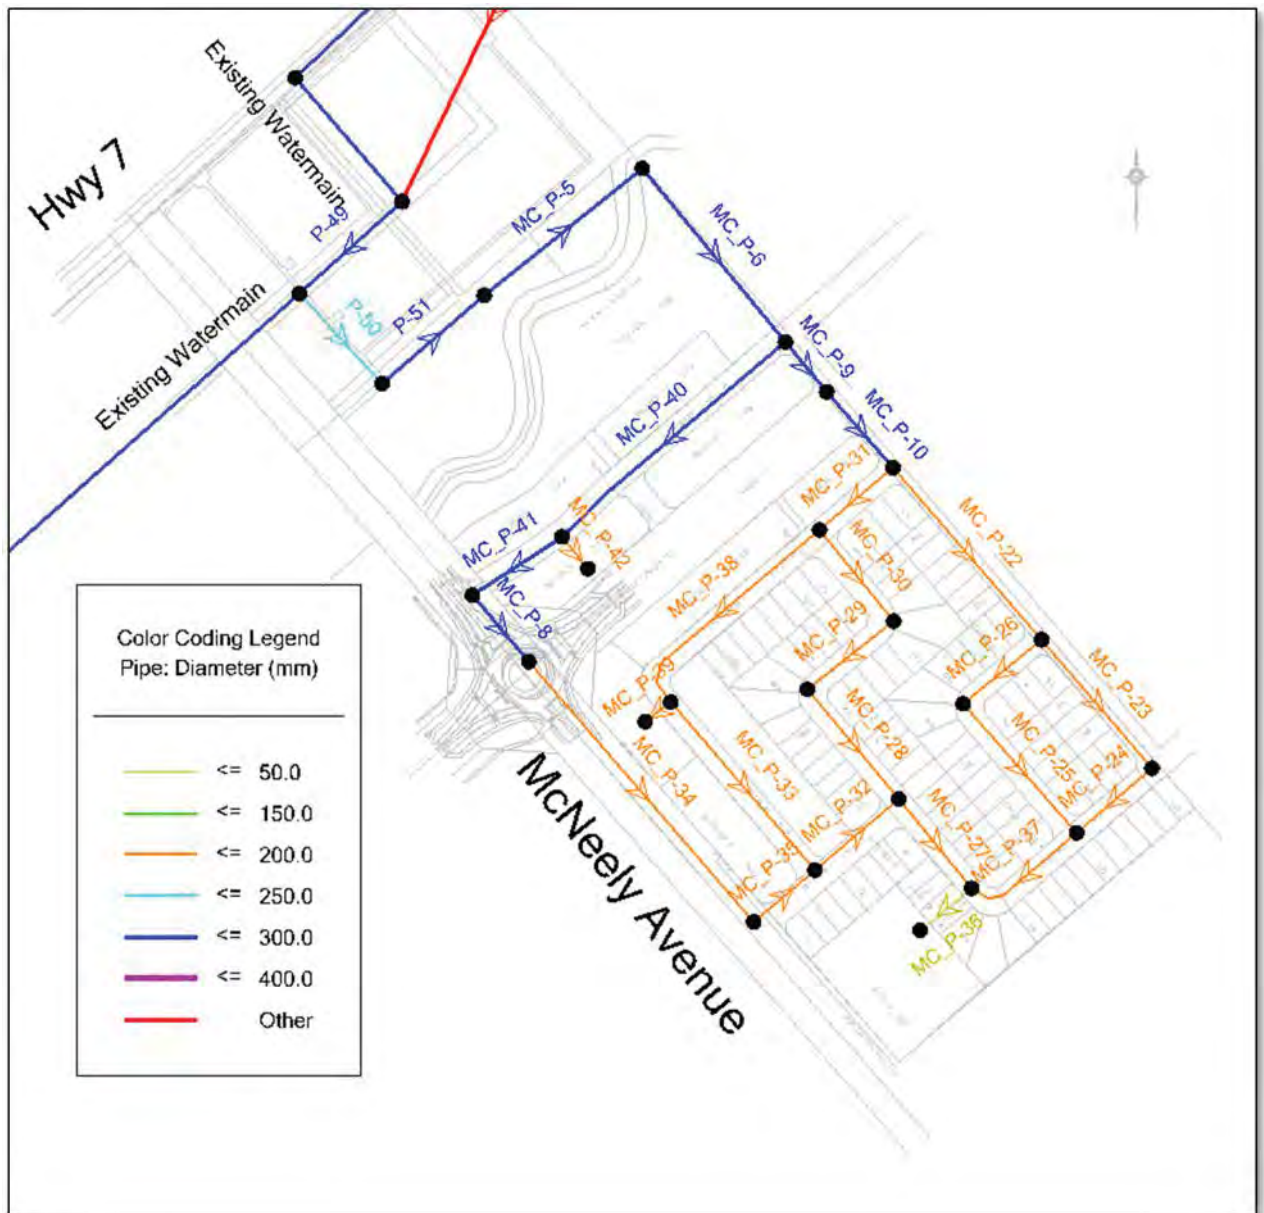 Existing Watermain
Hwy 7
P-49
MC_P-5
MC_P-6
Existing Watermain
P-50
P-51
MC_P-9
MC_P-40
MC_P-10
MC_P-31
MC_P-41
MC_P-42
MC_P-22
MC_P-8
MC_P-38
MC_P-30
MC_P-29
MC_P-26
Color Coding Legend
Pipe: Diameter (mm)
<= 50.0
<= 150.0
<= 200.0
<= 250.0
<= 300.0
<= 400.0
Other
MC_P-39
MC_P-23
MC_P-28
MC_P-25
MC_P-24
MC_P-34
MC_P-33
MC_P-32
MC_P-27
MC_P-37
MC_P-35
MC_P-36
McNeely Avenue